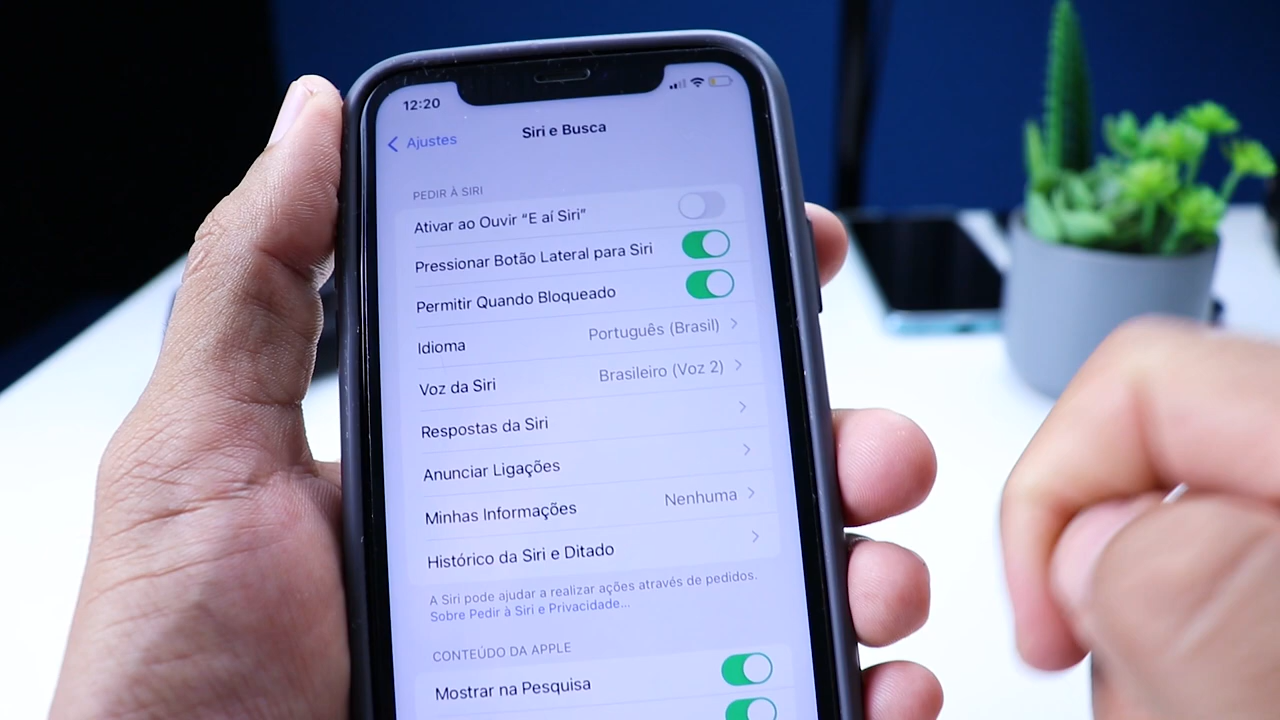 12:20
Ajustes
Siri e Busca
PEDIR À SIRI
Ativar ao Ouvir “E aí Siri”
Pressionar Botão Lateral para Siri
Permitir Quando Bloqueado
Idioma Português (Brasil)
Voz da Siri Brasileiro (Voz 2)
Respostas da Siri
Anunciar Ligações
Minhas Informações Nenhuma
Histórico da Siri e Ditado
A Siri pode ajudar a realizar ações através de pedidos.
Sobre Pedir à Siri e Privacidade...
CONTEÚDO DA APPLE
Mostrar na Pesquisa